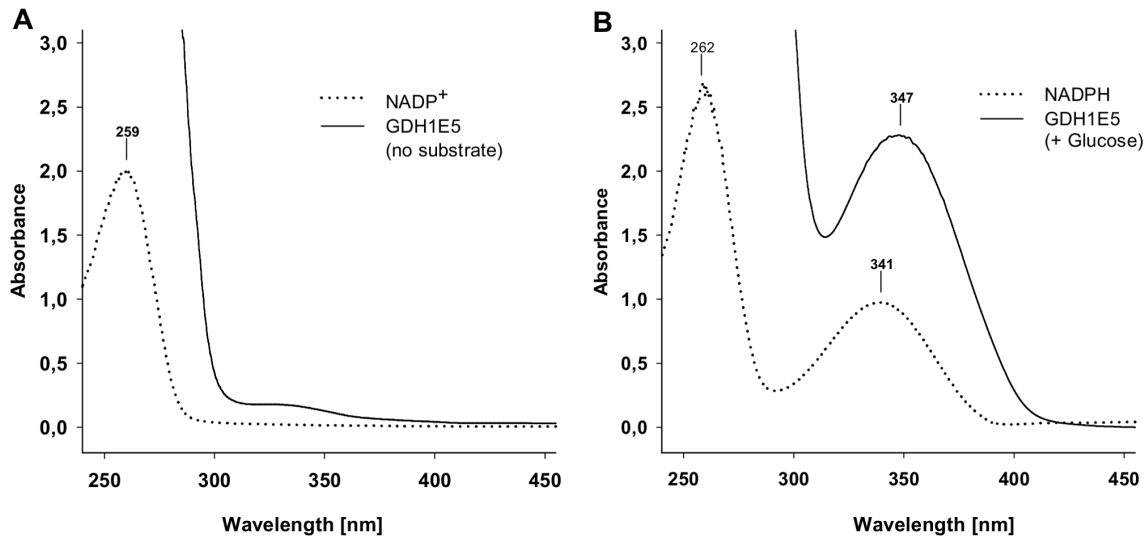 A
3,0
2,5
2,0
1,5
1,0
0,5
0,0
Absorbance
259
NADP+
GDH1E5
(no substrate)
250 300 350 400 450
Wavelength [nm]
B
3,0
2,5
2,0
1,5
1,0
0,5
0,0
Absorbance
262
347
341
NADPH
GDH1E5
(+ Glucose)
250 300 350 400 450
Wavelength [nm]